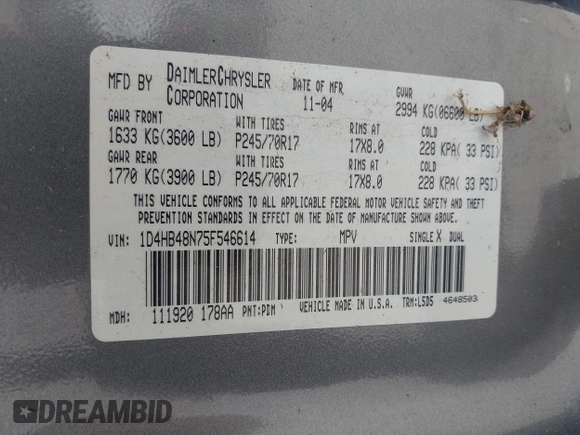 MFD BY DAIMLERCHRYSLER CORPORATION
DATE OF MFR 11-04
GVWR 2994 KG(06600 LB)
GAWR FRONT WITH TIRES RIMS AT COLD
1633 KG(3600 LB) P245/70R17 17X8.0 228 KPA( 33 PSI)
GAWR REAR WITH TIRES RIMS AT COLD
1770 KG(3900 LB) P245/70R17 17X8.0 228 KPA( 33 PSI)
THIS VEHICLE CONFORMS TO ALL APPLICABLE FEDERAL MOTOR VEHICLE SAFETY AND THEFT
PREVENTION STANDARDS IN EFFECT ON THE DATE OF MANUFACTURE SHOWN ABOVE.
VIN: 1D4HB48N75F546614 TYPE: MPV SINGLE X DUAL
MDH: 111920 178AA PNT:PDM VEHICLE MADE IN U.S.A. TRM:L5D5 4648503
DREAMBID